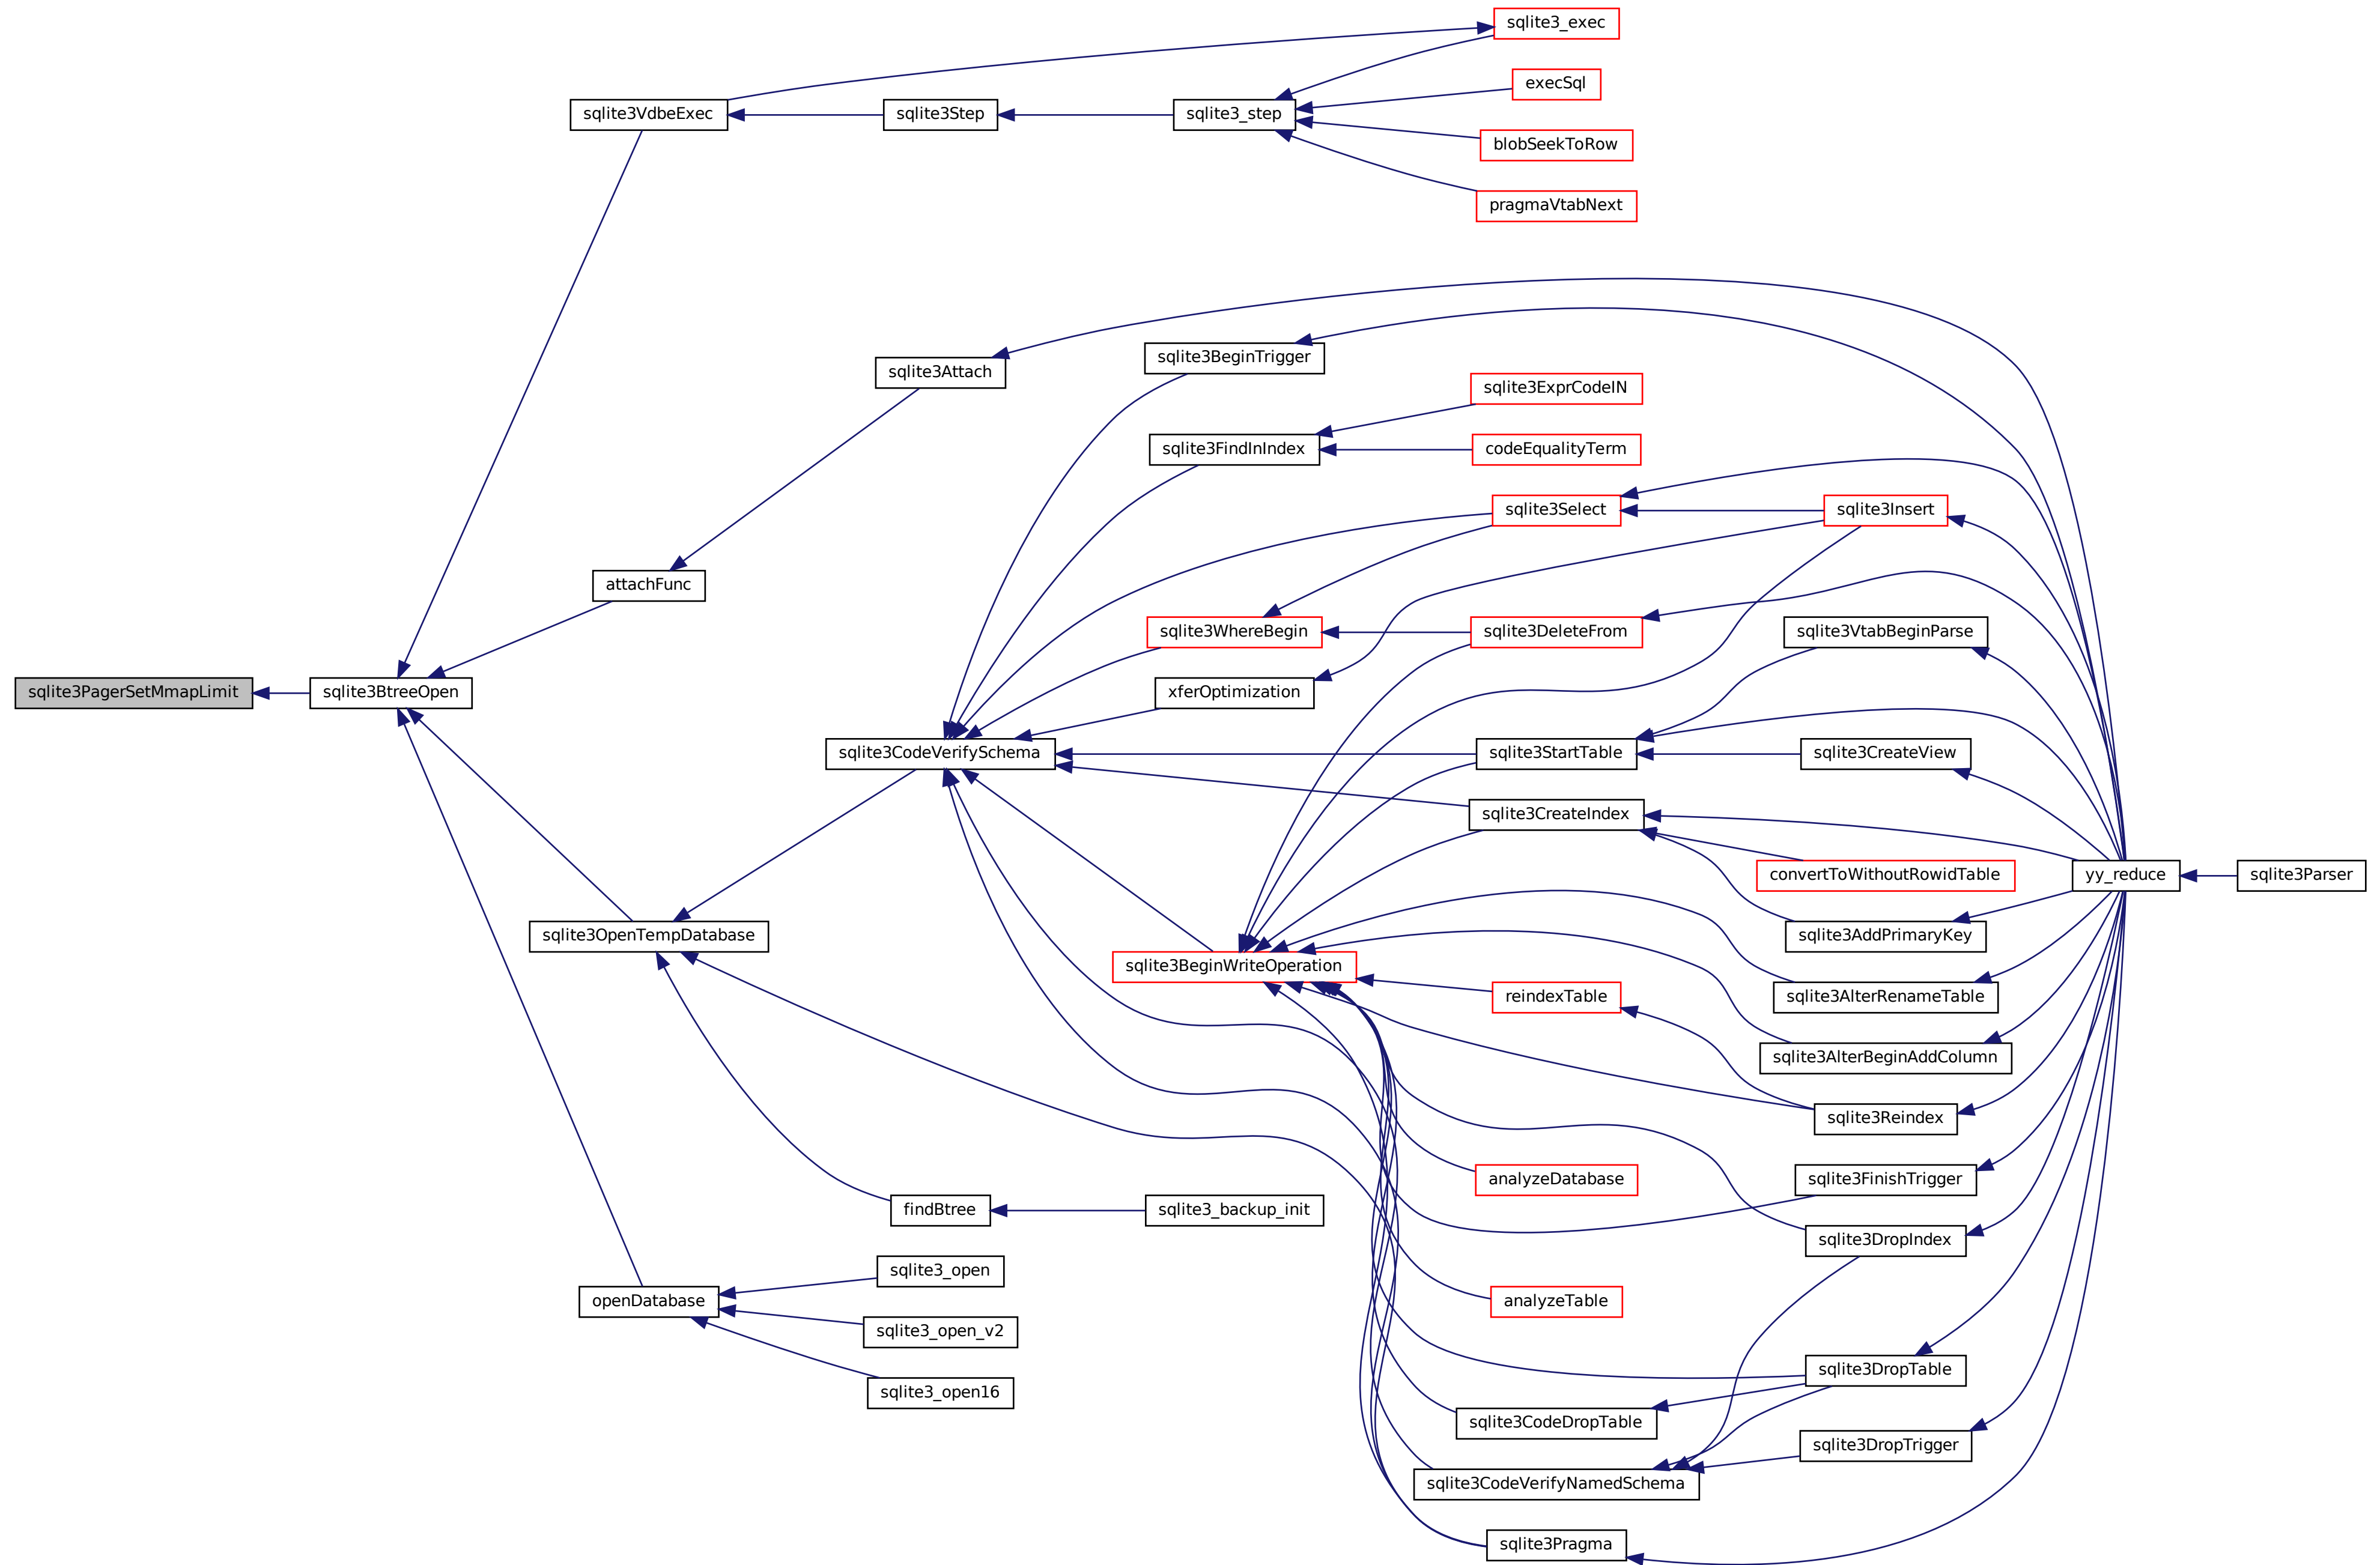 sqlite3_exec
execSql
sqlite3VdbeExec
sqlite3Step
sqlite3_step
blobSeekToRow
pragmaVtabNext
sqlite3BeginTrigger
sqlite3Attach
sqlite3ExprCodeIN
sqlite3FindInIndex
codeEqualityTerm
sqlite3Select
sqlite3Insert
attachFunc
sqlite3WhereBegin
sqlite3DeleteFrom
sqlite3VtabBeginParse
sqlite3PagerSetMmapLimit
sqlite3BtreeOpen
xferOptimization
sqlite3CodeVerifySchema
sqlite3StartTable
sqlite3CreateView
sqlite3CreateIndex
convertToWithoutRowidTable
yy_reduce
sqlite3Parser
sqlite3OpenTempDatabase
sqlite3AddPrimaryKey
sqlite3BeginWriteOperation
reindexTable
sqlite3AlterRenameTable
sqlite3AlterBeginAddColumn
sqlite3Reindex
analyzeDatabase
sqlite3FinishTrigger
findBtree
sqlite3_backup_init
sqlite3DropIndex
sqlite3_open
openDatabase
analyzeTable
sqlite3_open_v2
sqlite3DropTable
sqlite3_open16
sqlite3CodeDropTable
sqlite3DropTrigger
sqlite3CodeVerifyNamedSchema
sqlite3Pragma